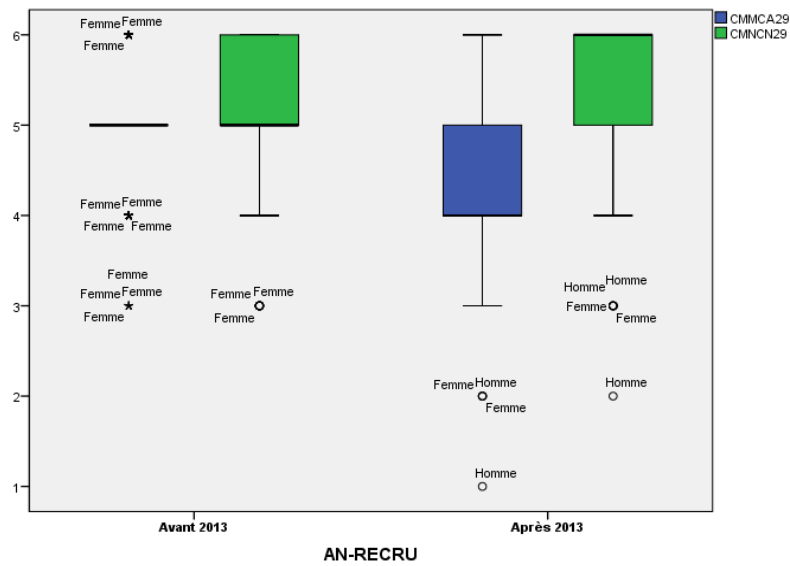 CMMCA29
CMNCN29
6
5
4
3
2
1
Femme Femme
Femme
Femme Femme
Femme Femme
Femme
Femme Femme
Femme
Femme Femme
Femme
Femme Homme
Femme
Homme
Homme Homme
Femme
Femme
Homme
Avant 2013
Après 2013
AN-RECRU